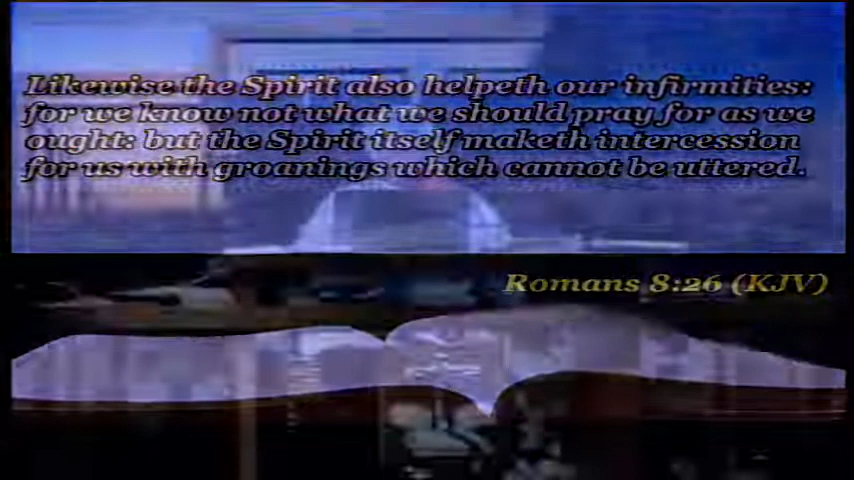 Likewise the Spirit also helpeth our infirmities:
for we know not what we should pray for as we
ought: but the Spirit itself maketh intercession
for us with groanings which cannot be uttered.
Romans 8:26 (KJV)